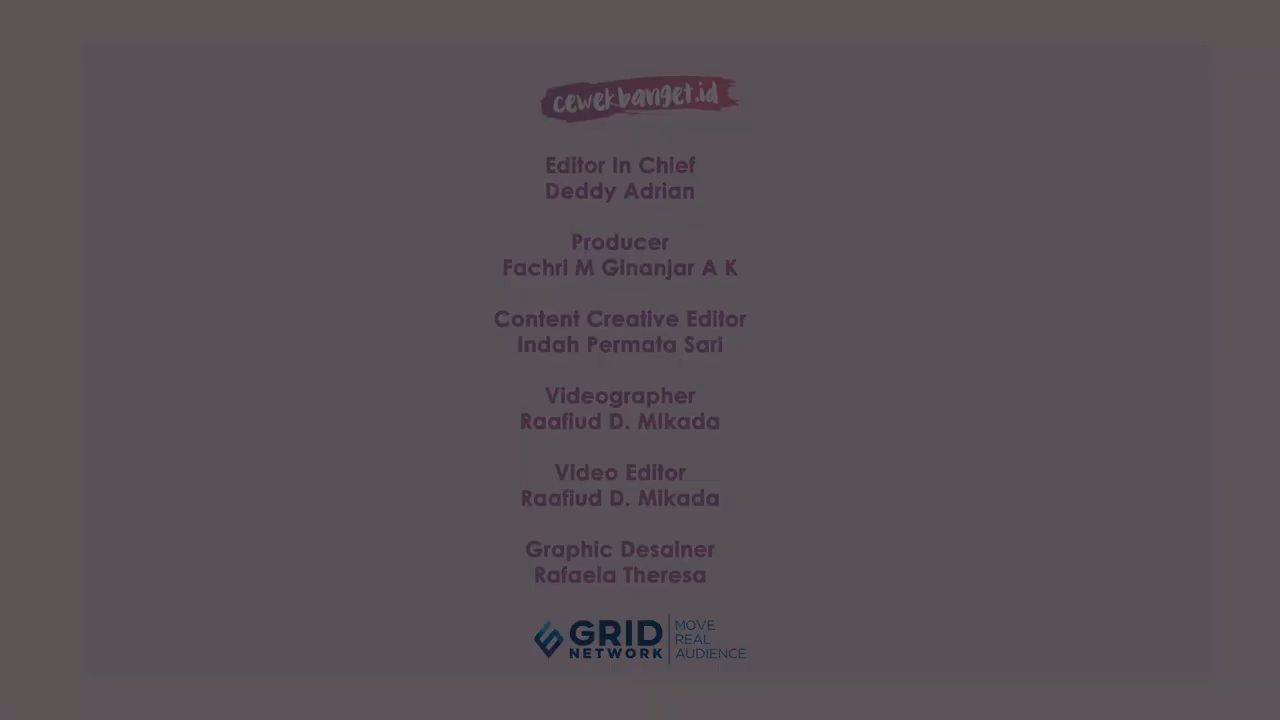 cewekbanget.id
Editor In Chief
Deddy Adrian
Producer
Fachri M Ginanjar A K
Content Creative Editor
Indah Permata Sari
Videographer
Raafiud D. Mikada
Video Editor
Raafiud D. Mikada
Graphic Desainer
Rafaela Theresa
GRID
NETWORK
MOVE
REAL
AUDIENCE